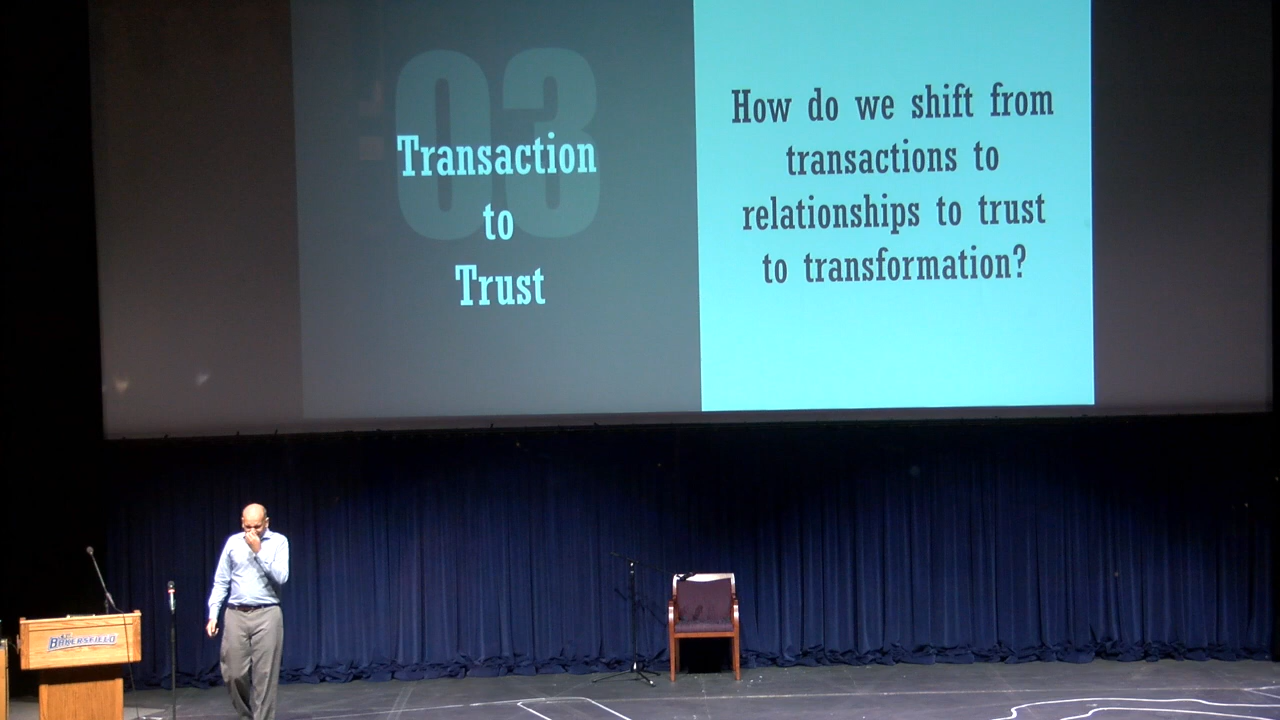 03
Transaction
to
Trust
How do we shift from
transactions to
relationships to trust
to transformation?
BAKERSFIELD